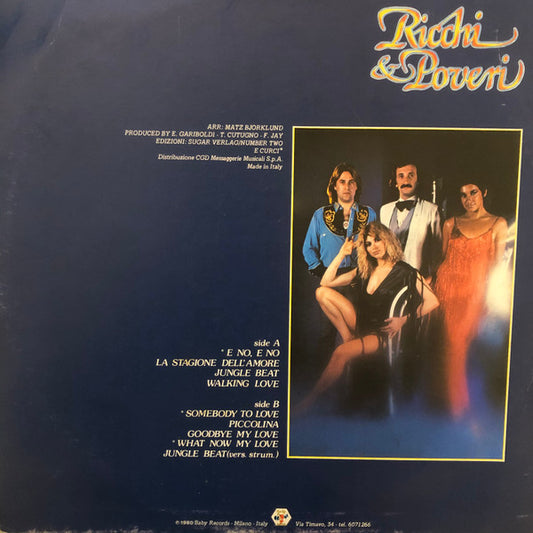 Ricchi
& Poveri
ARR: MATZ BJORKLUND
PRODUCED BY E. GARIBOLDI - T. CUTUGNO - F. JAY
EDIZIONI: SUGAR VERLAG/NUMBER TWO
E CURCI*
Distribuzione CGD Messaggerie Musicali S.p.A.
Made in Italy
side A
* E NO, E NO
LA STAGIONE DELL'AMORE
JUNGLE BEAT
WALKING LOVE
side B
* SOMEBODY TO LOVE
PICCOLINA
GOODBYE MY LOVE
* WHAT NOW MY LOVE
JUNGLE BEAT (vers. strum.)
© 1980 Baby Records - Milano - Italy
Via Timavo, 34 - tel. 6071266